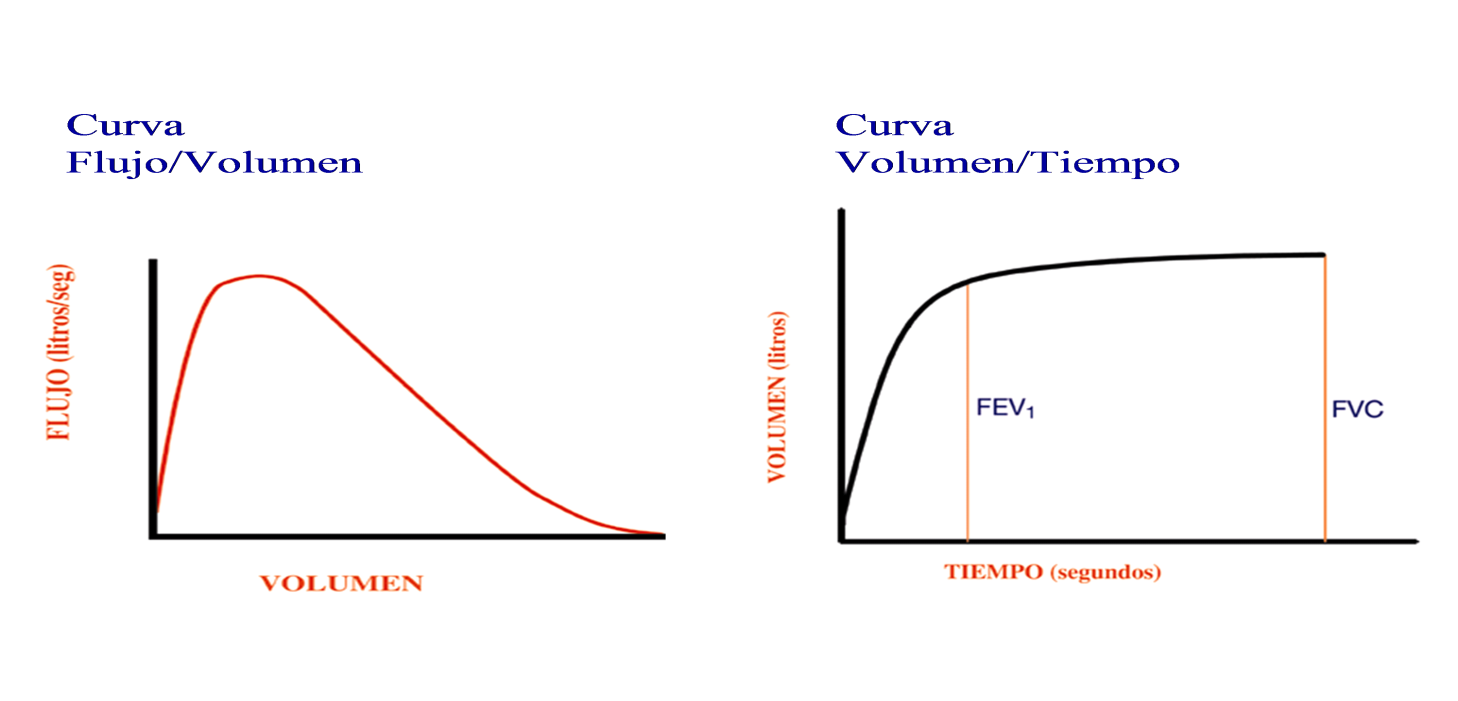 Curva
Flujo/Volumen
FLUJO (litros/seg)
VOLUMEN
Curva
Volumen/Tiempo
VOLUMEN (litros)
FEV₁
FVC
TIEMPO (segundos)